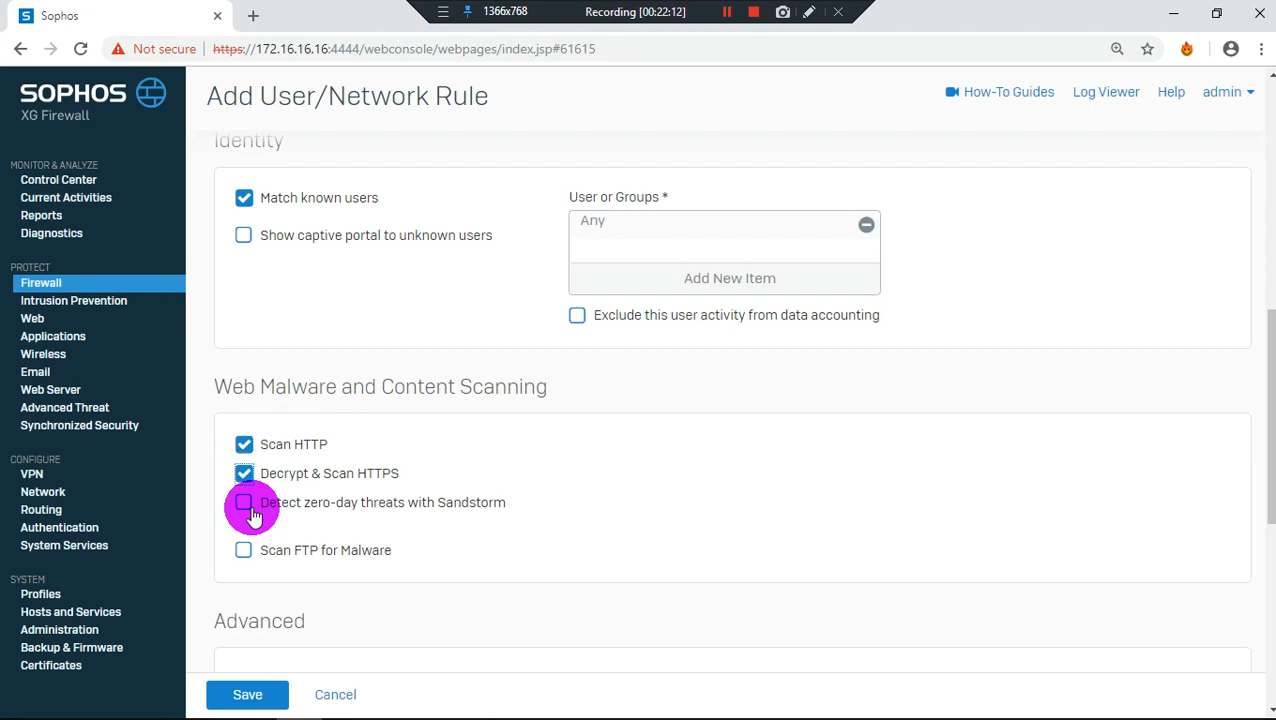 Sophos
1366x768
Recording [00:22:12]
Not secure
https://172.16.16.16:4444/webconsole/webpages/index.jsp#61615
SOPHOS
XG Firewall
MONITOR & ANALYZE
Control Center
Current Activities
Reports
Diagnostics
PROTECT
Firewall
Intrusion Prevention
Web
Applications
Wireless
Email
Web Server
Advanced Threat
Synchronized Security
CONFIGURE
VPN
Network
Routing
Authentication
System Services
SYSTEM
Profiles
Hosts and Services
Administration
Backup & Firmware
Certificates
Add User/Network Rule
How-To Guides
Log Viewer
Help
admin
Identity
Match known users
Show captive portal to unknown users
User or Groups *
Any
Add New Item
Exclude this user activity from data accounting
Web Malware and Content Scanning
Scan HTTP
Decrypt & Scan HTTPS
Detect zero-day threats with Sandstorm
Scan FTP for Malware
Advanced
Save
Cancel